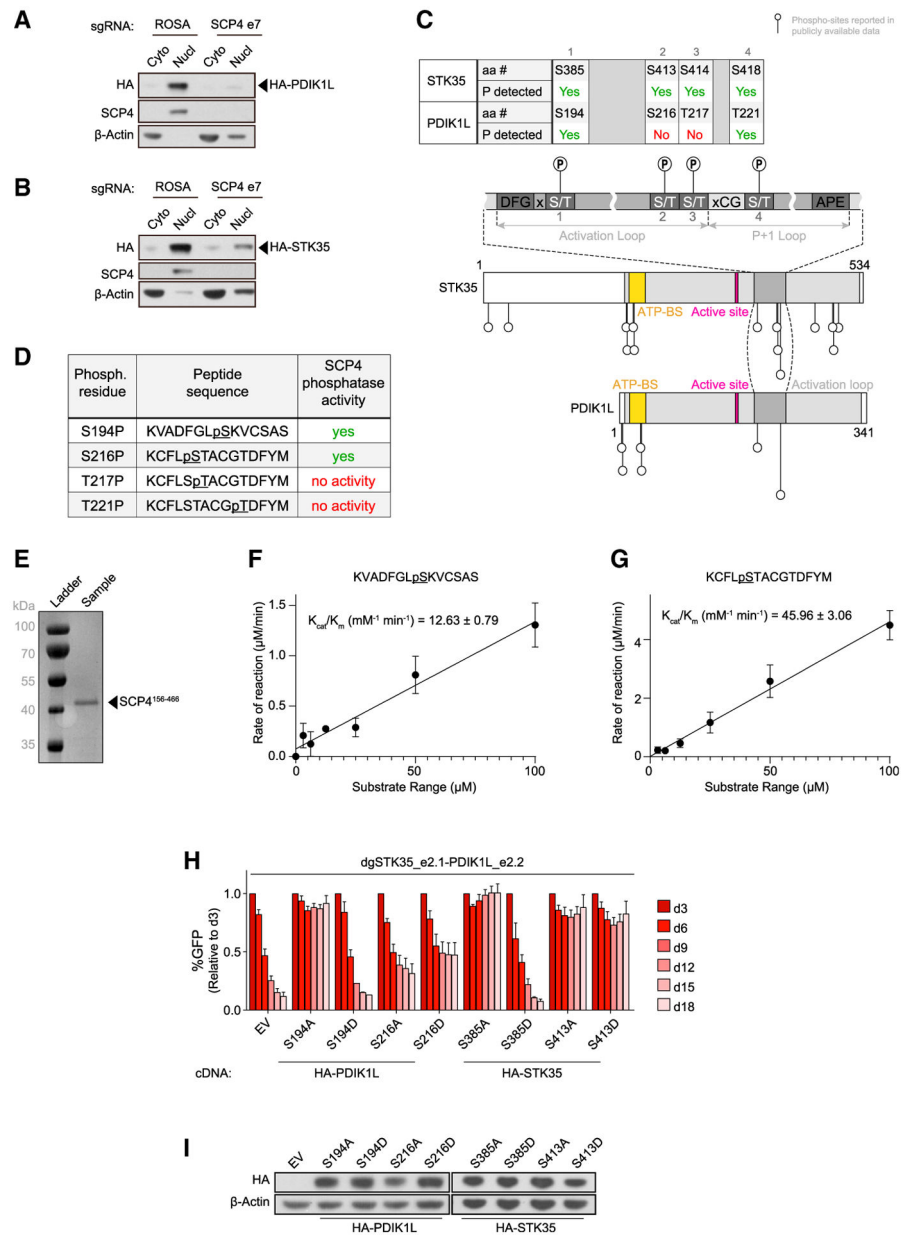 A
sgRNA: ROSA SCP4 e7
Cyto Nucl Cyto Nucl
HA HA-PDIK1L
SCP4
β-Actin
B
sgRNA: ROSA SCP4 e7
Cyto Nucl Cyto Nucl
HA HA-STK35
SCP4
β-Actin
C
Phospho-sites reported in
publicly available data
1 2 3 4
STK35 aa # S385 S413 S414 S418
P detected Yes Yes Yes Yes
PDIK1L aa # S194 S216 T217 T221
P detected Yes No No Yes
P P P P
DFG x S/T S/T S/T xCG S/T APE
1 2 3 4
Activation Loop P+1 Loop
1 534
STK35
ATP-BS Active site
ATP-BS Active site Activation loop
PDIK1L
1 341
D
Phosph. residue Peptide sequence SCP4 phosphatase activity
S194P KVADFGLpSKVCSAS yes
S216P KCFLpSTACGTDFYM yes
T217P KCFLSpTACGTDFYM no activity
T221P KCFLSTACGpTDFYM no activity
E
Ladder Sample
kDa
100
70
55
40
35
SCP4156-466
F
KVADFGLpSKVCSAS
Kcat/Km (mM-1 min-1) = 12.63 ± 0.79
Rate of reaction (μM/min)
1.5
1.0
0.5
0.0
0 50 100
Substrate Range (μM)
G
KCFLpSTACGTDFYM
Kcat/Km (mM-1 min-1) = 45.96 ± 3.06
Rate of reaction (μM/min)
4
2
0
0 50 100
Substrate Range (μM)
H
dgSTK35_e2.1-PDIK1L_e2.2
%GFP
(Relative to d3)
1.0
0.5
0.0
d3
d6
d9
d12
d15
d18
EV S194A S194D S216A S216D S385A S385D S413A S413D
cDNA: HA-PDIK1L HA-STK35
I
EV S194A S194D S216A S216D S385A S385D S413A S413D
HA
β-Actin
HA-PDIK1L HA-STK35